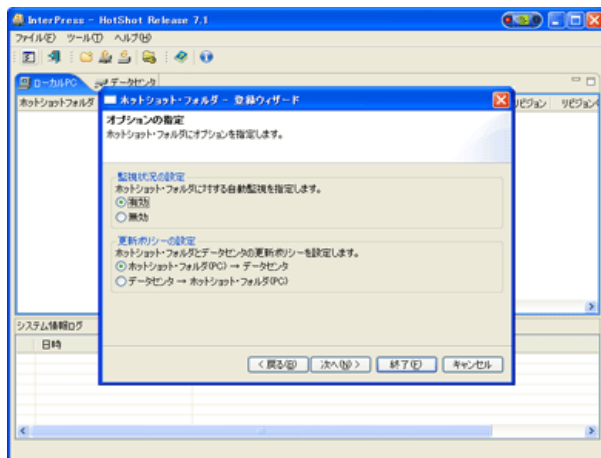 InterPress - HotShot Release 7.1
ファイル(F) ツール(T) ヘルプ(H)
ローカルPC データセンタ
ホットショットフォルダ
リビジョン リビジョン
ホットショット・フォルダ - 登録ウィザード
オプションの指定
ホットショット・フォルダにオプションを指定します。
監視状況の設定
ホットショット・フォルダに対する自動監視を指定します。
有効
無効
更新ポリシーの設定
ホットショット・フォルダとデータセンタの更新ポリシーを設定します。
ホットショット・フォルダ(PC) → データセンタ
データセンタ → ホットショット・フォルダ(PC)
システム情報ログ
日時
< 戻る(B) 次へ(N) > 終了(F) キャンセル